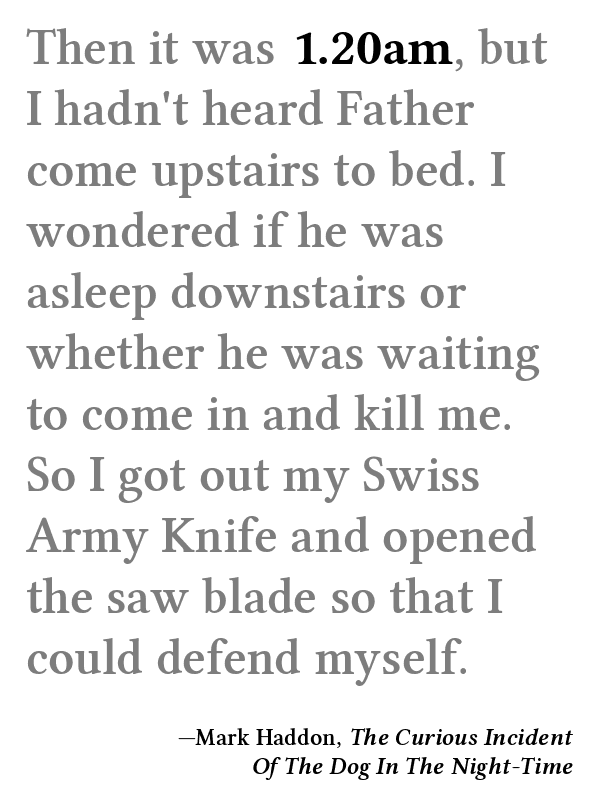 Then it was 1.20am, but
I hadn't heard Father
come upstairs to bed. I
wondered if he was
asleep downstairs or
whether he was waiting
to come in and kill me.
So I got out my Swiss
Army Knife and opened
the saw blade so that I
could defend myself.
—Mark Haddon, The Curious Incident
Of The Dog In The Night-Time